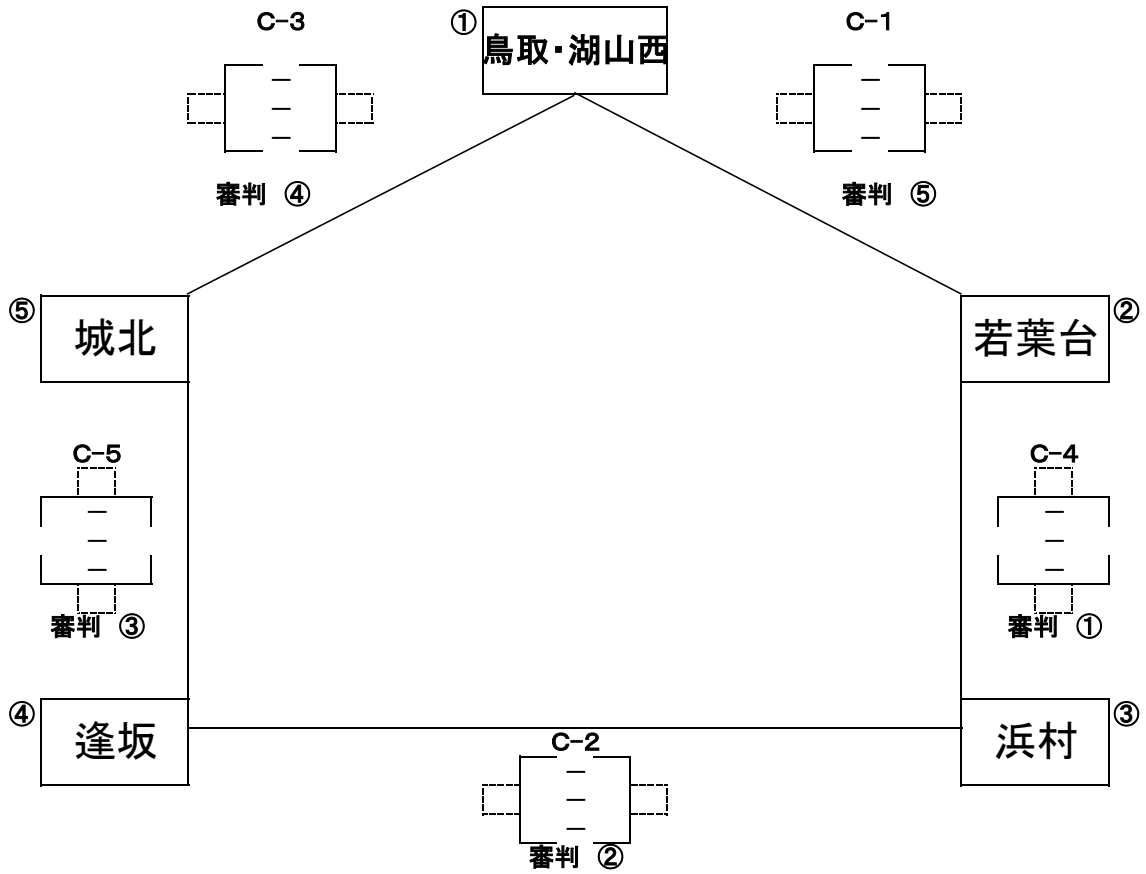 C-3
①
鳥取・湖山西
C-1
審判 ④
審判 ⑤
⑤
城北
若葉台
②
C-5
C-4
審判 ③
審判 ①
④
逢坂
浜村
③
C-2
審判 ②